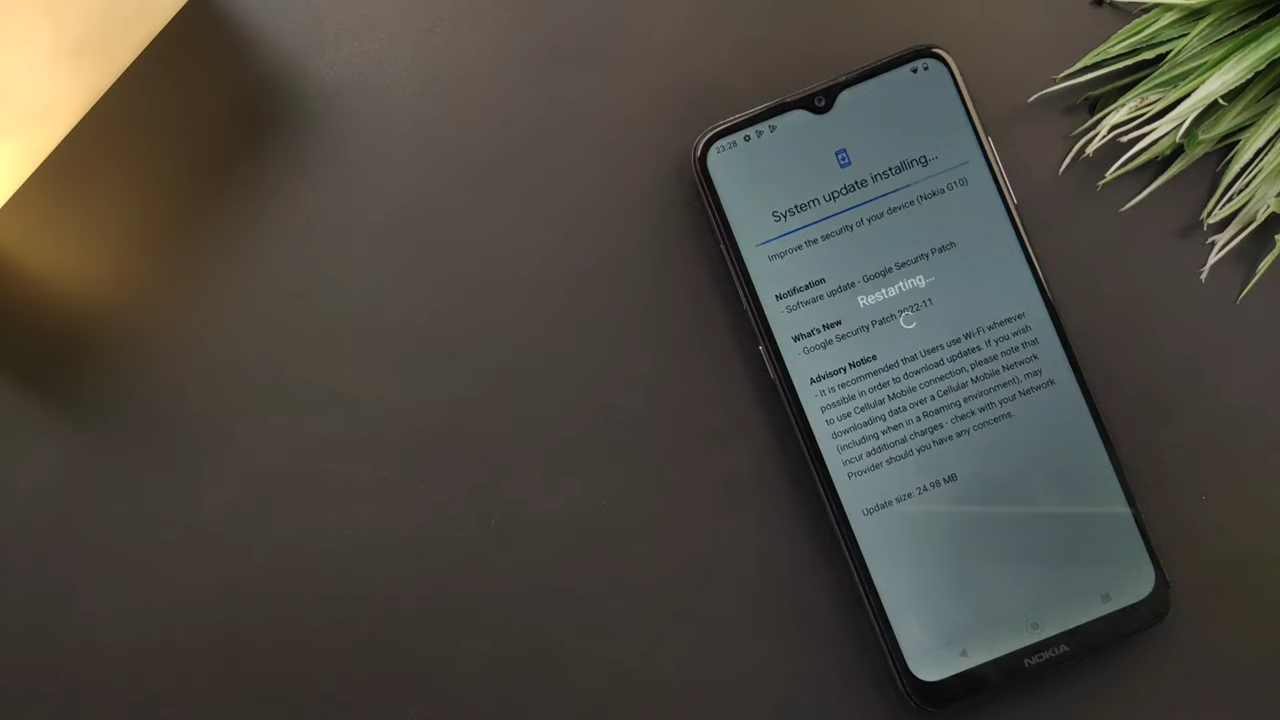 23:28
System update installing...
Improve the security of your device (Nokia G10)
Notification
- Software update - Google Security Patch
Restarting...
What's New
- Google Security Patch 2022-11
Advisory Notice
- It is recommended that Users use Wi-Fi wherever
possible in order to download updates. If you wish
to use Cellular Mobile connection, please note that
downloading data over a Cellular Mobile Network
(including when in a Roaming environment), may
incur additional charges - check with your Network
Provider should you have any concerns.
Update size: 24.98 MB
NOKIA